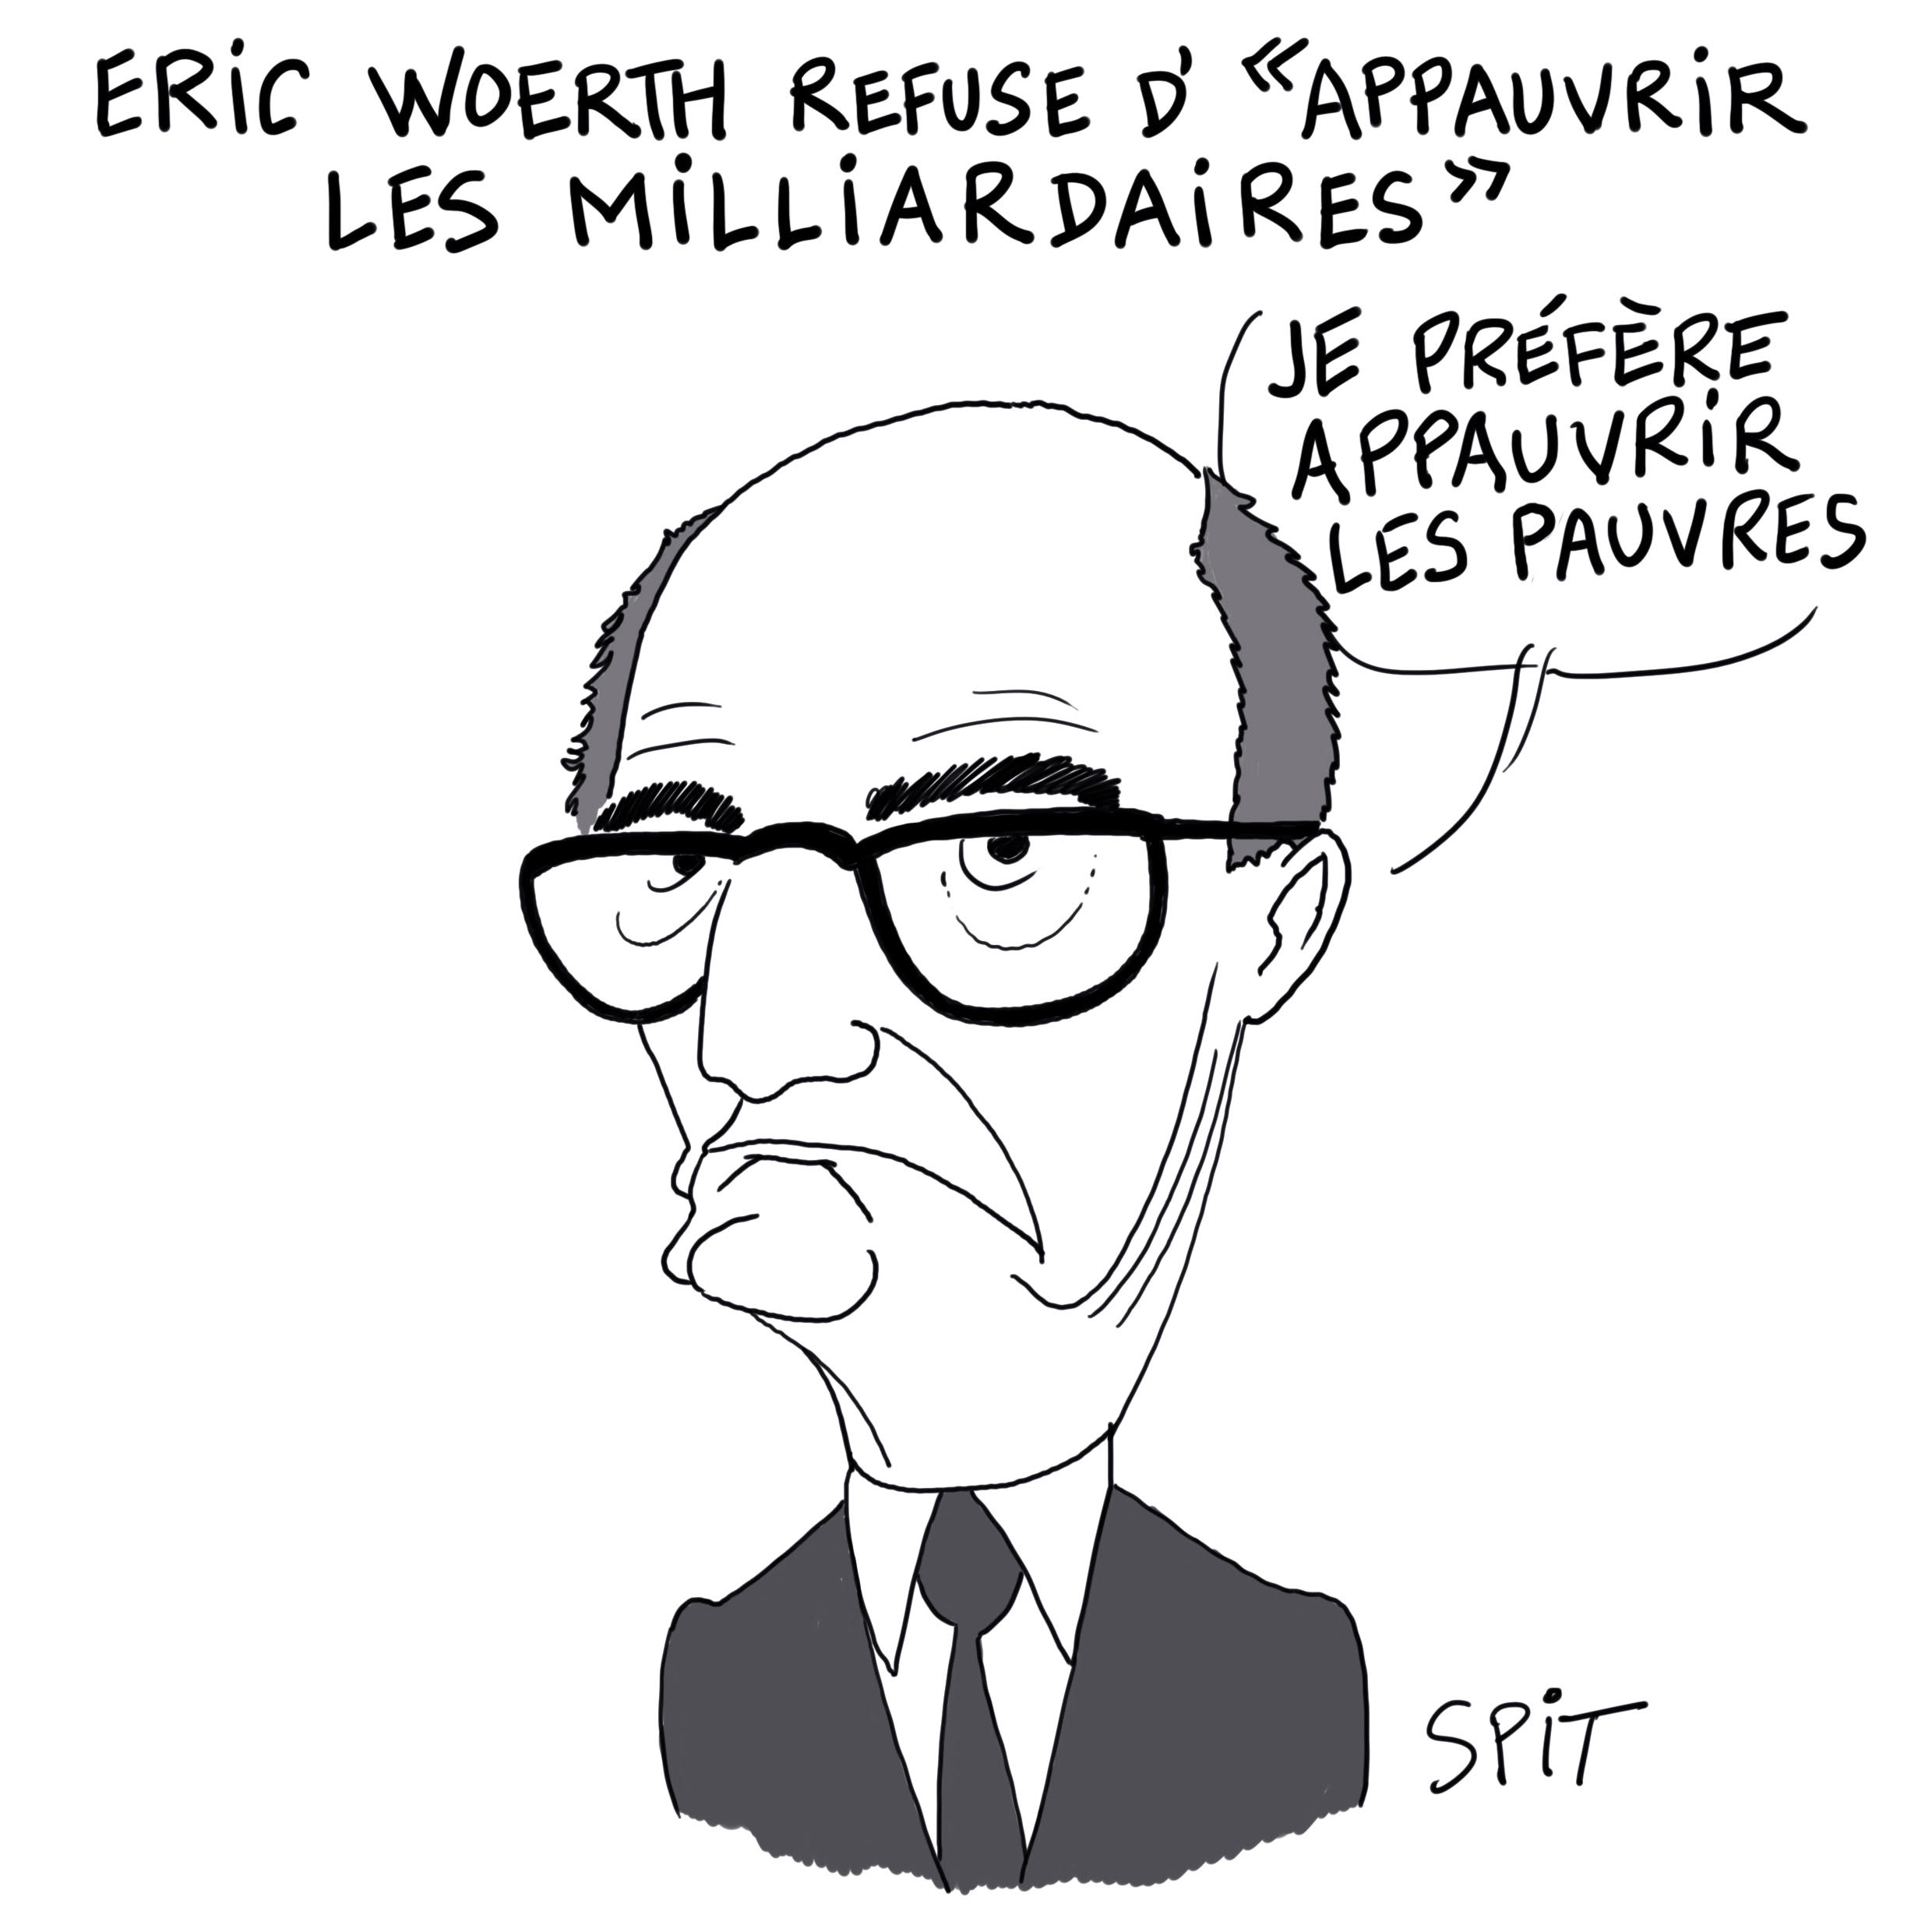 ERIC WOERTH REFUSE D' «APPAUVRIR
LES MILLIARDAIRES»
JE PRÉFÈRE
APPAUVRIR
LES PAUVRES
SPIT